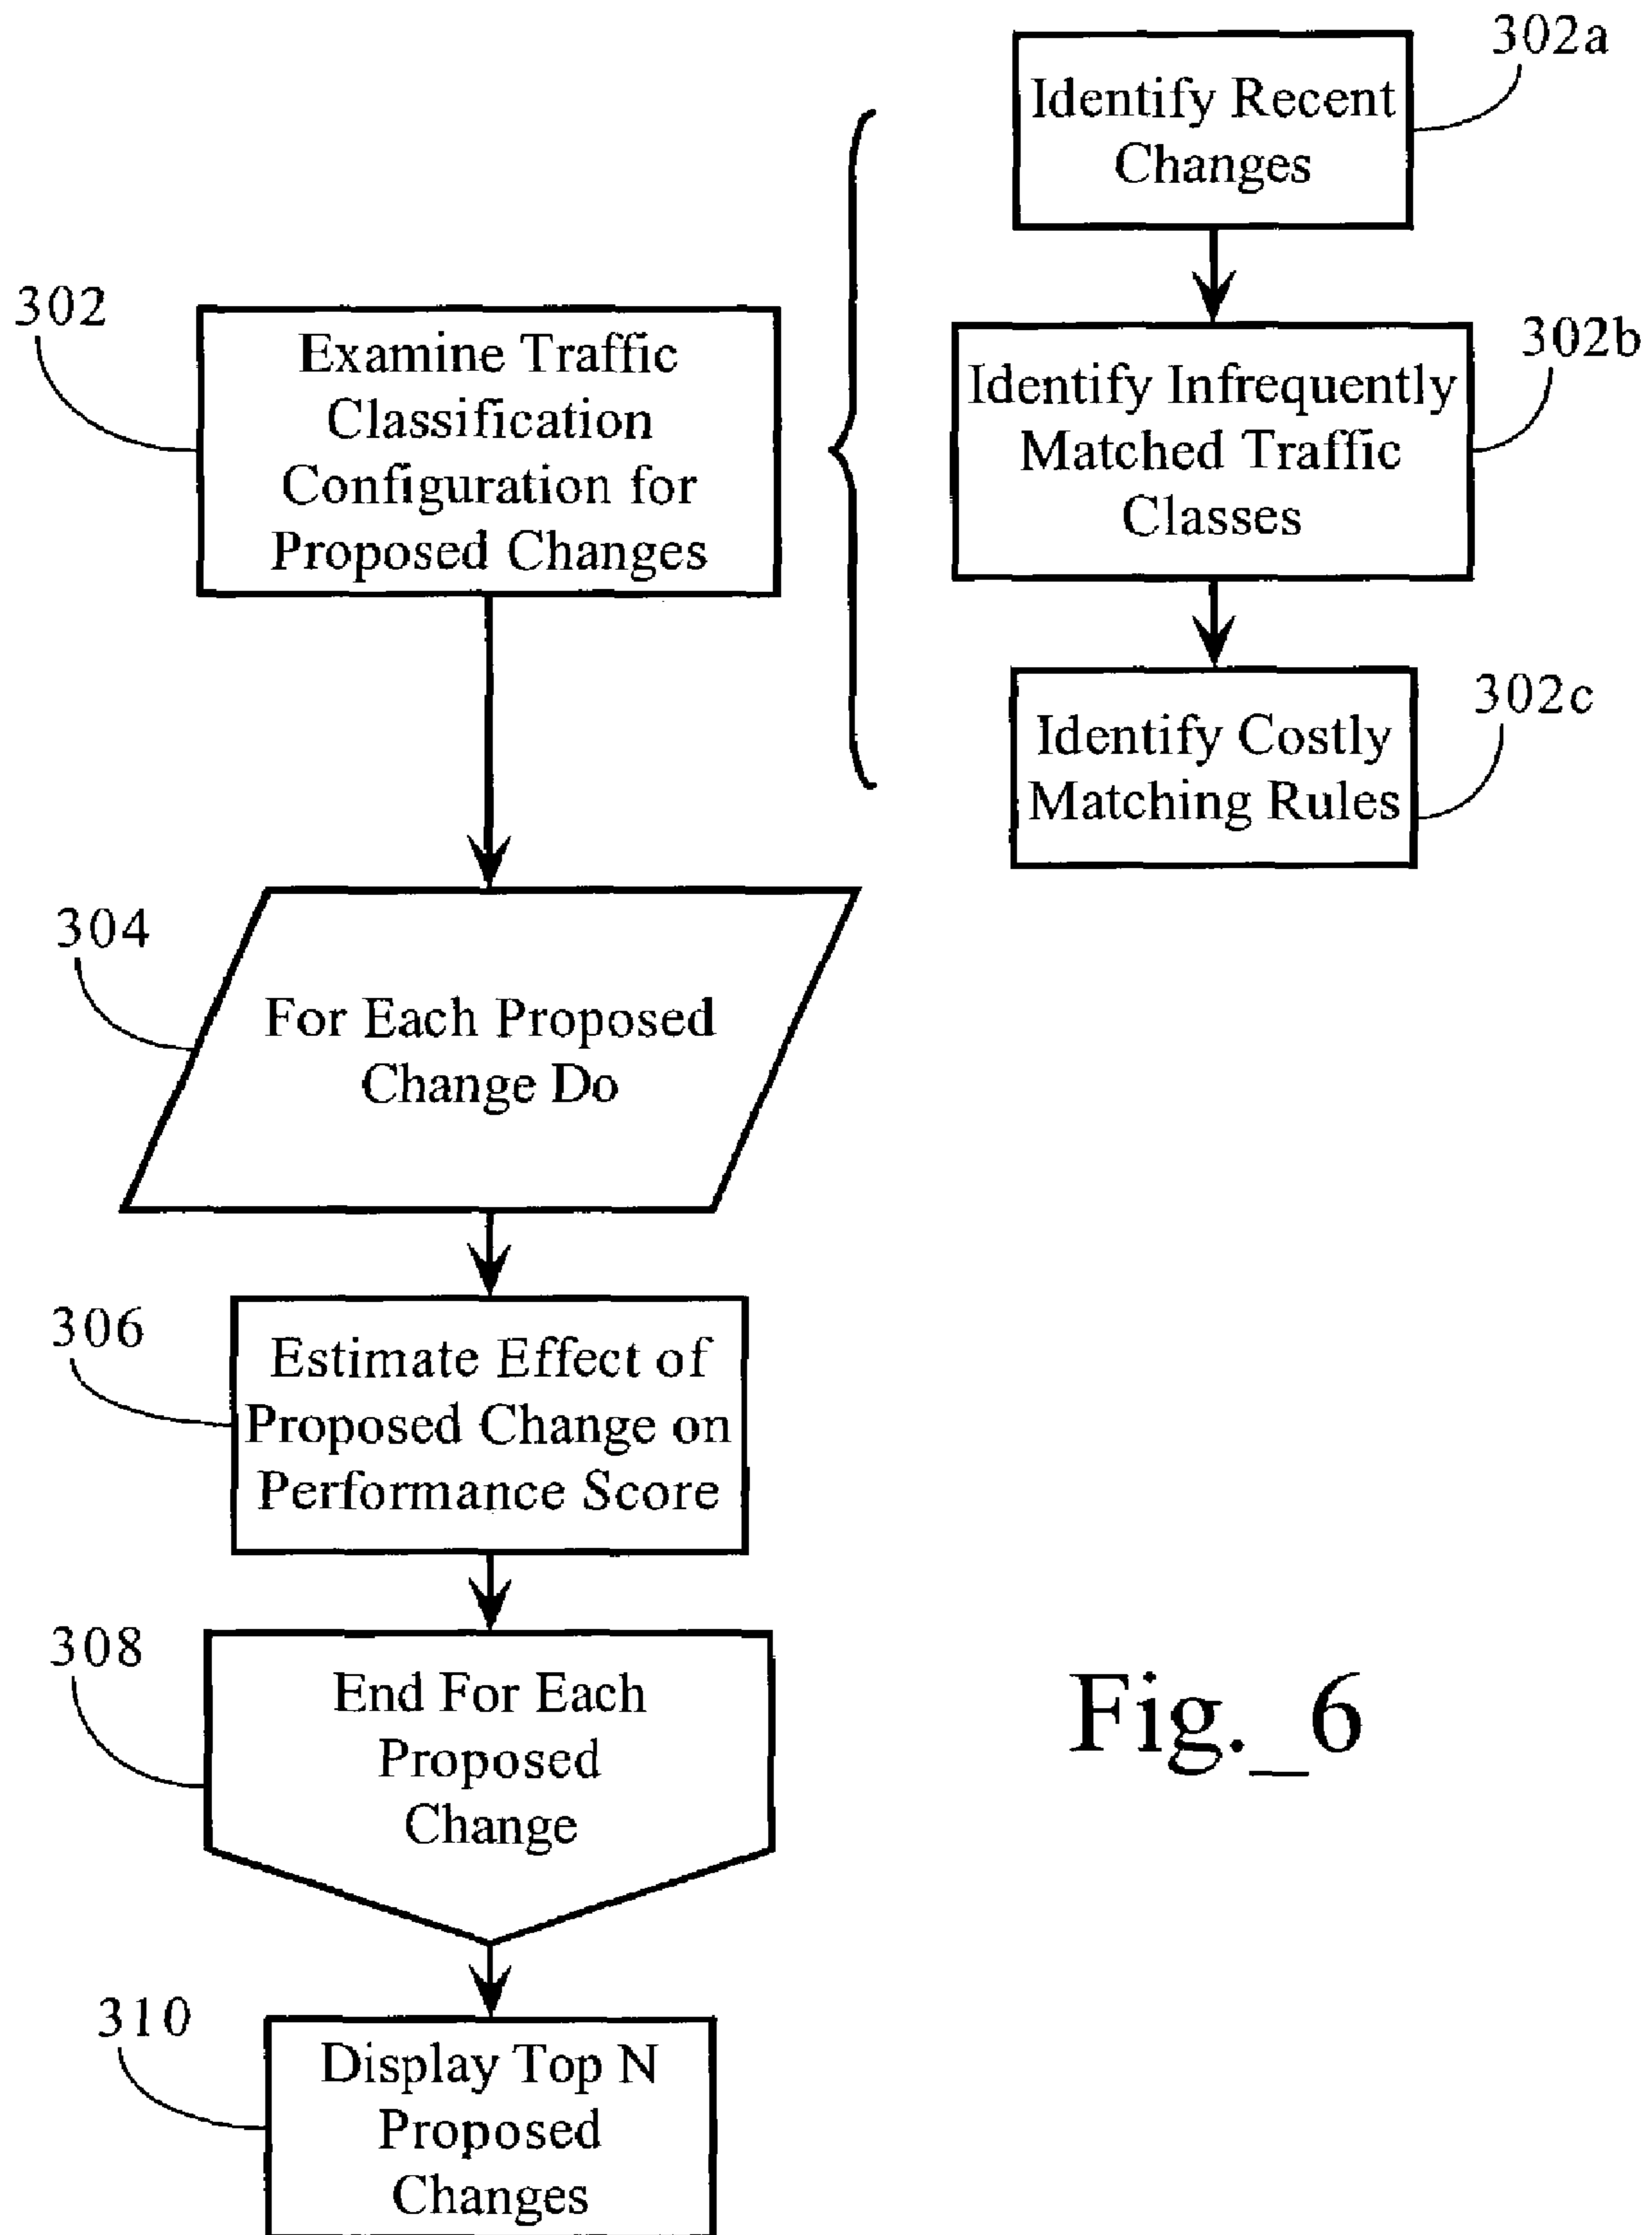 302a
Identify Recent
Changes
302
Examine Traffic
Classification
Configuration for
Proposed Changes
302b
Identify Infrequently
Matched Traffic
Classes
302c
Identify Costly
Matching Rules
304
For Each Proposed
Change Do
306
Estimate Effect of
Proposed Change on
Performance Score
308
End For Each
Proposed
Change
Fig._6
310
Display Top N
Proposed
Changes